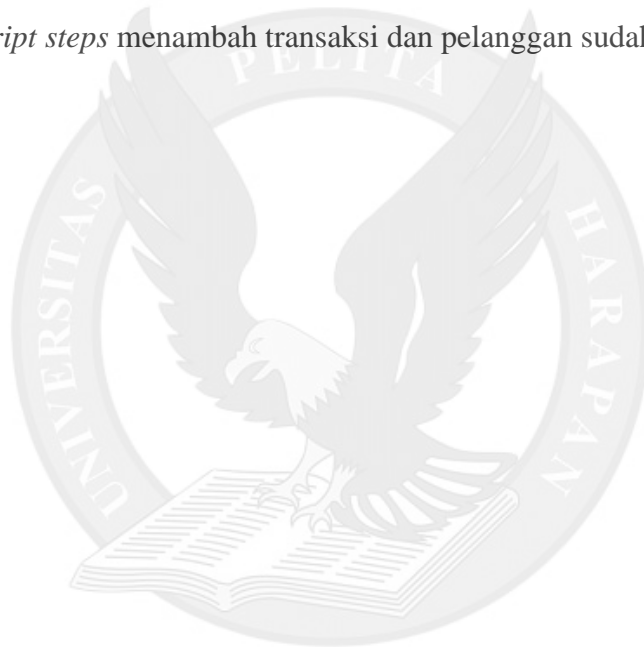 ript steps menambah transaksi dan pelanggan sudal
PELITA
UNIVERSITAS
HARAPAN